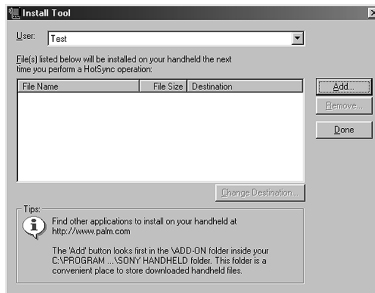 Install Tool
User: Test
File(s) listed below will be installed on your handheld the next
time you perform a HotSync operation:
File Name File Size Destination
Add...
Remove...
Done
Change Destination...
Tips:
Find other applications to install on your handheld at
http://www.palm.com
The 'Add' button looks first in the \ADD-ON folder inside your
C:\PROGRAM ...\SONY HANDHELD folder. This folder is a
convenient place to store downloaded handheld files.